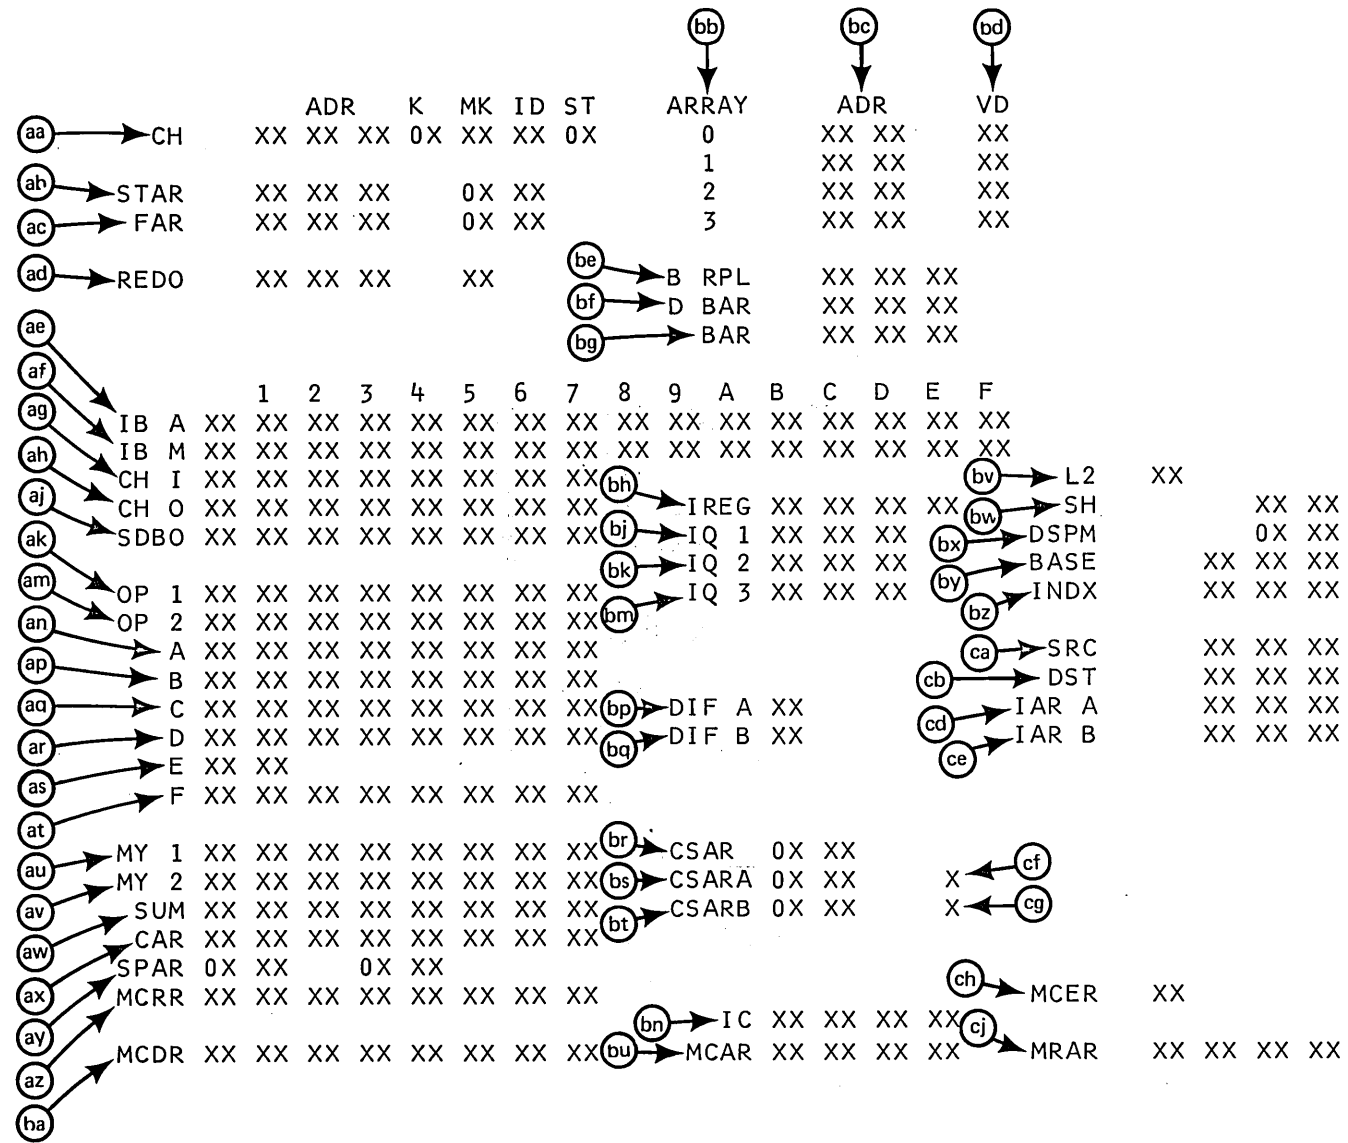 bb bc bd
ADR K MK ID ST ARRAY ADR VD
aa CH XX XX XX 0X XX XX 0X 0 XX XX XX
1 XX XX XX
ab STAR XX XX XX 0X XX 2 XX XX XX
ac FAR XX XX XX 0X XX 3 XX XX XX
ad REDO XX XX XX XX be B RPL XX XX XX
bf D BAR XX XX XX
bg BAR XX XX XX
1 2 3 4 5 6 7 8 9 A B C D E F
ae IB A XX XX XX XX XX XX XX XX XX XX XX XX XX XX XX XX
af IB M XX XX XX XX XX XX XX XX XX XX XX XX XX XX XX XX
ag CH I XX XX XX XX XX XX XX XX bv L2 XX
ah CH O XX XX XX XX XX XX XX XX bh IREG XX XX XX XX bw SH XX XX
aj SDBO XX XX XX XX XX XX XX XX bj IQ 1 XX XX XX bx DSPM 0X XX
bk IQ 2 XX XX XX by BASE XX XX XX
ak OP 1 XX XX XX XX XX XX XX XX bm IQ 3 XX XX XX bz INDX XX XX XX
am OP 2 XX XX XX XX XX XX XX XX
an A XX XX XX XX XX XX XX XX ca SRC XX XX XX
ap B XX XX XX XX XX XX XX XX cb DST XX XX XX
aq C XX XX XX XX XX XX XX XX bp DIF A XX cd IAR A XX XX XX
ar D XX XX XX XX XX XX XX XX bq DIF B XX ce IAR B XX XX XX
as E XX XX
at F XX XX XX XX XX XX XX XX
au MY 1 XX XX XX XX XX XX XX XX br CSAR 0X XX
av MY 2 XX XX XX XX XX XX XX XX bs CSARA 0X XX X cf
aw SUM XX XX XX XX XX XX XX XX bt CSARB 0X XX X cg
ax CAR XX XX XX XX XX XX XX XX
ay SPAR 0X XX 0X XX
az MCRR XX XX XX XX XX XX XX XX ch MCER XX
bn IC XX XX XX XX
ba MCDR XX XX XX XX XX XX XX XX bu MCAR XX XX XX XX cj MRAR XX XX XX XX